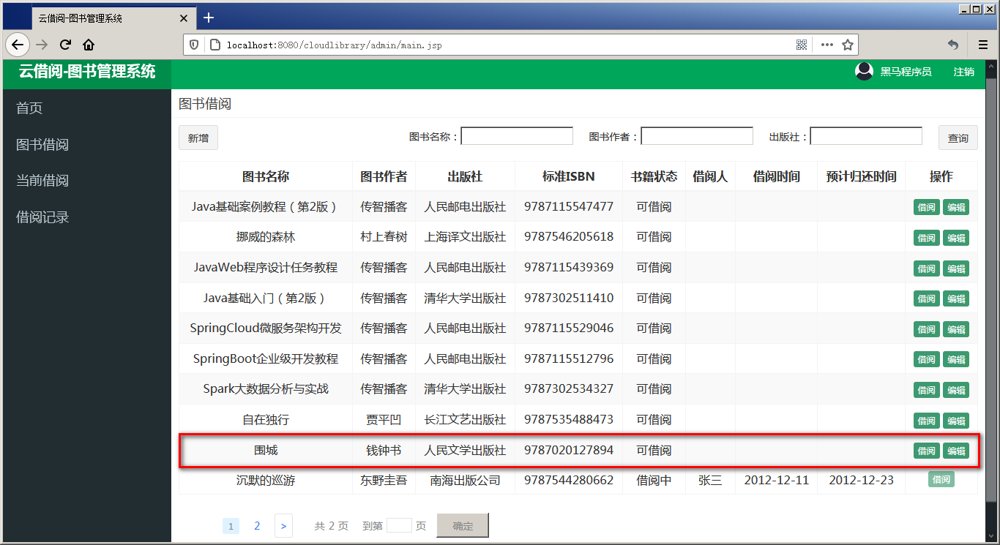 云借阅-图书管理系统
localhost:8080/cloudlibrary/admin/main.jsp
云借阅-图书管理系统 黑马程序员 注销
首页
图书借阅
当前借阅
借阅记录
图书借阅
新增 图书名称： 图书作者： 出版社： 查询
图书名称 图书作者 出版社 标准ISBN 书籍状态 借阅人 借阅时间 预计归还时间 操作
Java基础案例教程（第2版） 传智播客 人民邮电出版社 9787115547477 可借阅 借阅 编辑
挪威的森林 村上春树 上海译文出版社 9787546205618 可借阅 借阅 编辑
JavaWeb程序设计任务教程 传智播客 人民邮电出版社 9787115439369 可借阅 借阅 编辑
Java基础入门（第2版） 传智播客 清华大学出版社 9787302511410 可借阅 借阅 编辑
SpringCloud微服务架构开发 传智播客 人民邮电出版社 9787115529046 可借阅 借阅 编辑
SpringBoot企业级开发教程 传智播客 人民邮电出版社 9787115512796 可借阅 借阅 编辑
Spark大数据分析与实战 传智播客 清华大学出版社 9787302534327 可借阅 借阅 编辑
自在独行 贾平凹 长江文艺出版社 9787535488473 可借阅 借阅 编辑
围城 钱钟书 人民文学出版社 9787020127894 可借阅 借阅 编辑
沉默的巡游 东野圭吾 南海出版公司 9787544280662 借阅中 张三 2012-12-11 2012-12-23 借阅
1 2 > 共 2 页 到第 页 确定